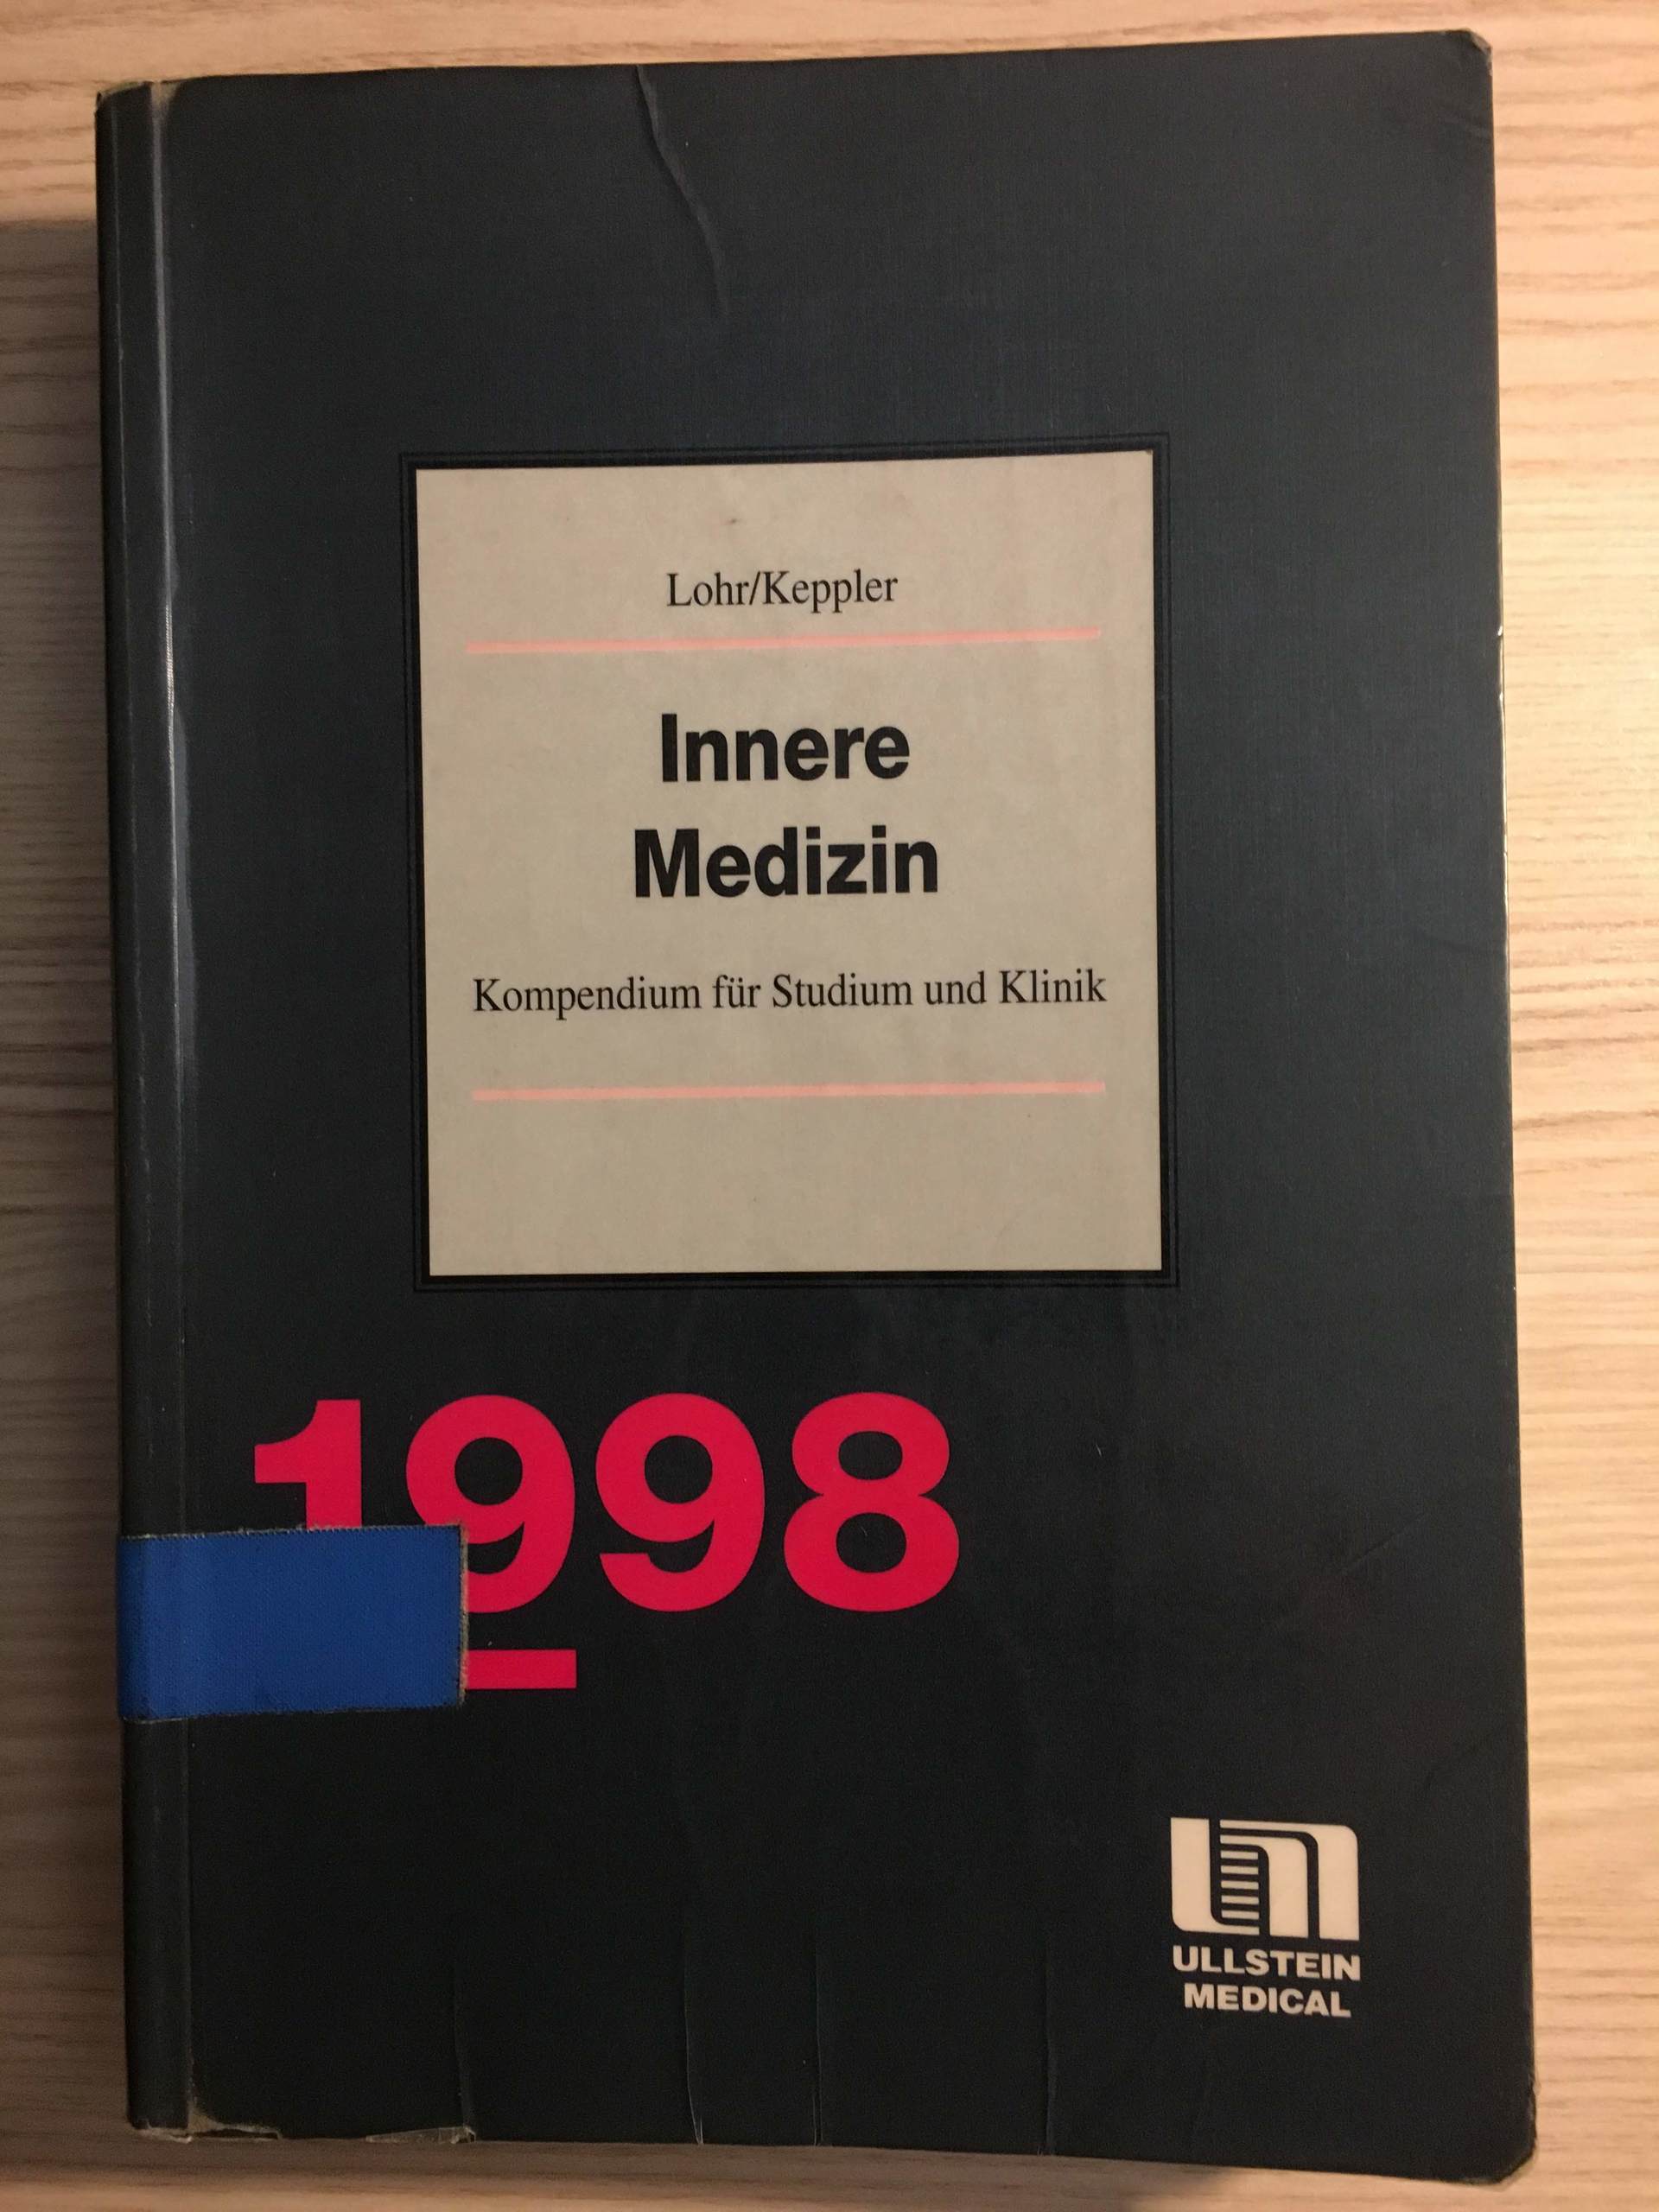 Lohr/Keppler
Innere
Medizin
Kompendium für Studium und Klinik
1998
ULLSTEIN
MEDICAL